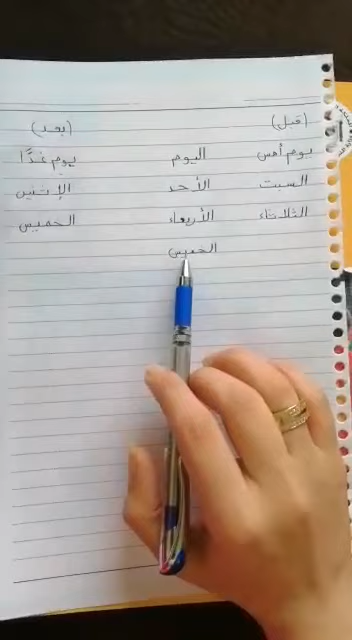 (قبل) (بعد)
يوم أمس اليوم يوم غدًا
السبت الأحد الإثنين
الثلاثاء الأربعاء الخميس
الخميس